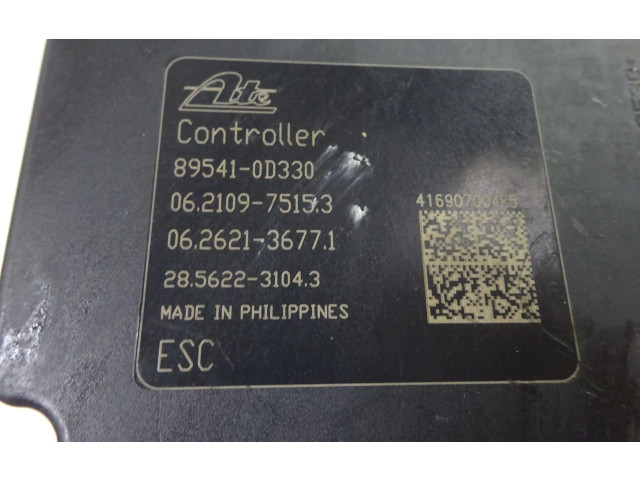 Ate
Controller
89541-0D330
06.2109-7515.3
06.2621-3677.1
28.5622-3104.3
MADE IN PHILIPPINES
ESC